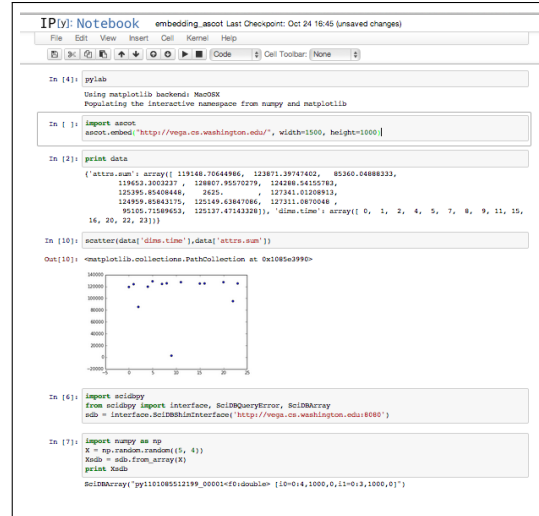 IP[y]: Notebook embedding_ascot Last Checkpoint: Oct 24 16:45 (unsaved changes)
File Edit View Insert Cell Kernel Help
Code Cell Toolbar: None
In [4]: pylab
Using matplotlib backend: MacOSX
Populating the interactive namespace from numpy and matplotlib
In [ ]: import ascot
ascot.embed("http://vega.cs.washington.edu/", width=1500, height=1000)
In [2]: print data
{'attrs.sum': array([ 119148.70644986, 123871.39747402, 85360.04888333,
119653.3003237 , 128807.95570279, 124288.54155783,
125395.85408448, 2625. , 127341.01208913,
124959.85843175, 125149.63847086, 127311.0870048 ,
95105.71589653, 125137.47143328]), 'dims.time': array([ 0, 1, 2, 4, 5, 7, 8, 9, 11, 15,
16, 20, 22, 23])}
In [10]: scatter(data['dims.time'],data['attrs.sum'])
Out[10]: <matplotlib.collections.PathCollection at 0x1085e3990>
140000
120000
100000
80000
60000
40000
20000
0
-20000
-5 0 5 10 15 20 25
In [6]: import scidbpy
from scidbpy import interface, SciDBQueryError, SciDBArray
sdb = interface.SciDBShimInterface('http://vega.cs.washington.edu:8080')
In [7]: import numpy as np
X = np.random.random((5, 4))
Xsdb = sdb.from_array(X)
print Xsdb
SciDBArray("py1101085512199_00001<f0:double> [i0=0:4,1000,0,i1=0:3,1000,0]")